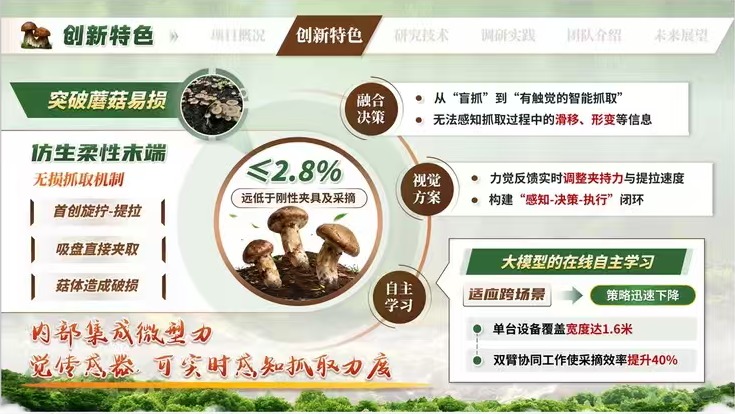 创新特色
项目概况
创新特色
研究技术
调研实践
团队介绍
未来展望
突破蘑菇易损
仿生柔性末端
无损抓取机制
首创旋拧-提拉
吸盘直接夹取
菇体造成破损
≤2.8%
远低于刚性夹具及采摘
融合
决策
从“盲抓”到“有触觉的智能抓取”
无法感知抓取过程中的滑移、形变等信息
视觉
方案
力觉反馈实时调整夹持力与提拉速度
构建“感知-决策-执行”闭环
自主
学习
大模型的在线自主学习
适应跨场景
策略迅速下降
单台设备覆盖宽度达1.6米
双臂协同工作使采摘效率提升40%
内部集成微型力
觉传感器 可实时感知抓取力度